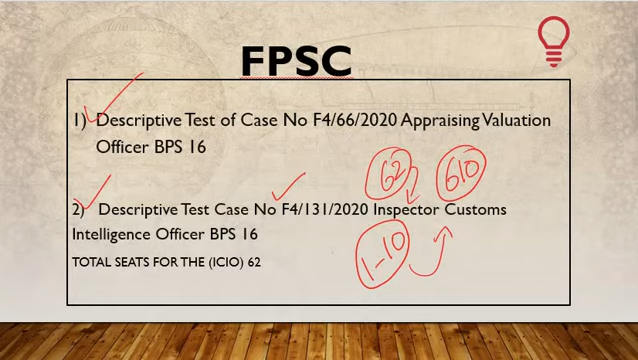 FPSC
1) Descriptive Test of Case No F4/66/2020 Appraising Valuation
Officer BPS 16
62 610
2) Descriptive Test Case No F4/131/2020 Inspector Customs
Intelligence Officer BPS 16
1-10
TOTAL SEATS FOR THE (ICIO) 62